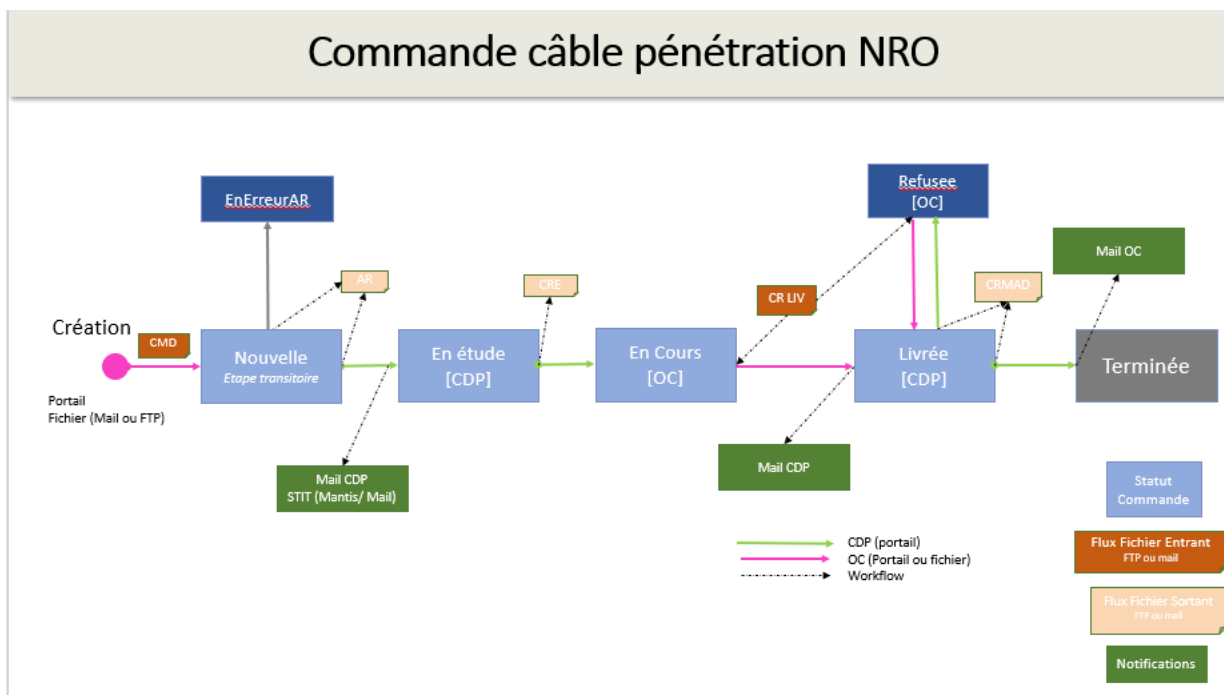 Commande câble pénétration NRO
EnErreurAR
Refusee
[OC]
Mail OC
AR
CRE
CR LIV
CRMAD
Création
CMD
Nouvelle
Etape transitoire
En étude
[CDP]
En Cours
[OC]
Livrée
[CDP]
Terminée
Portail
Fichier (Mail ou FTP)
Mail CDP
STIT (Mantis/ Mail)
Mail CDP
Statut
Commande
CDP (portail)
OC (Portail ou fichier)
Workflow
Flux Fichier Entrant
FTP ou mail
Flux Fichier Sortant
FTP ou mail
Notifications